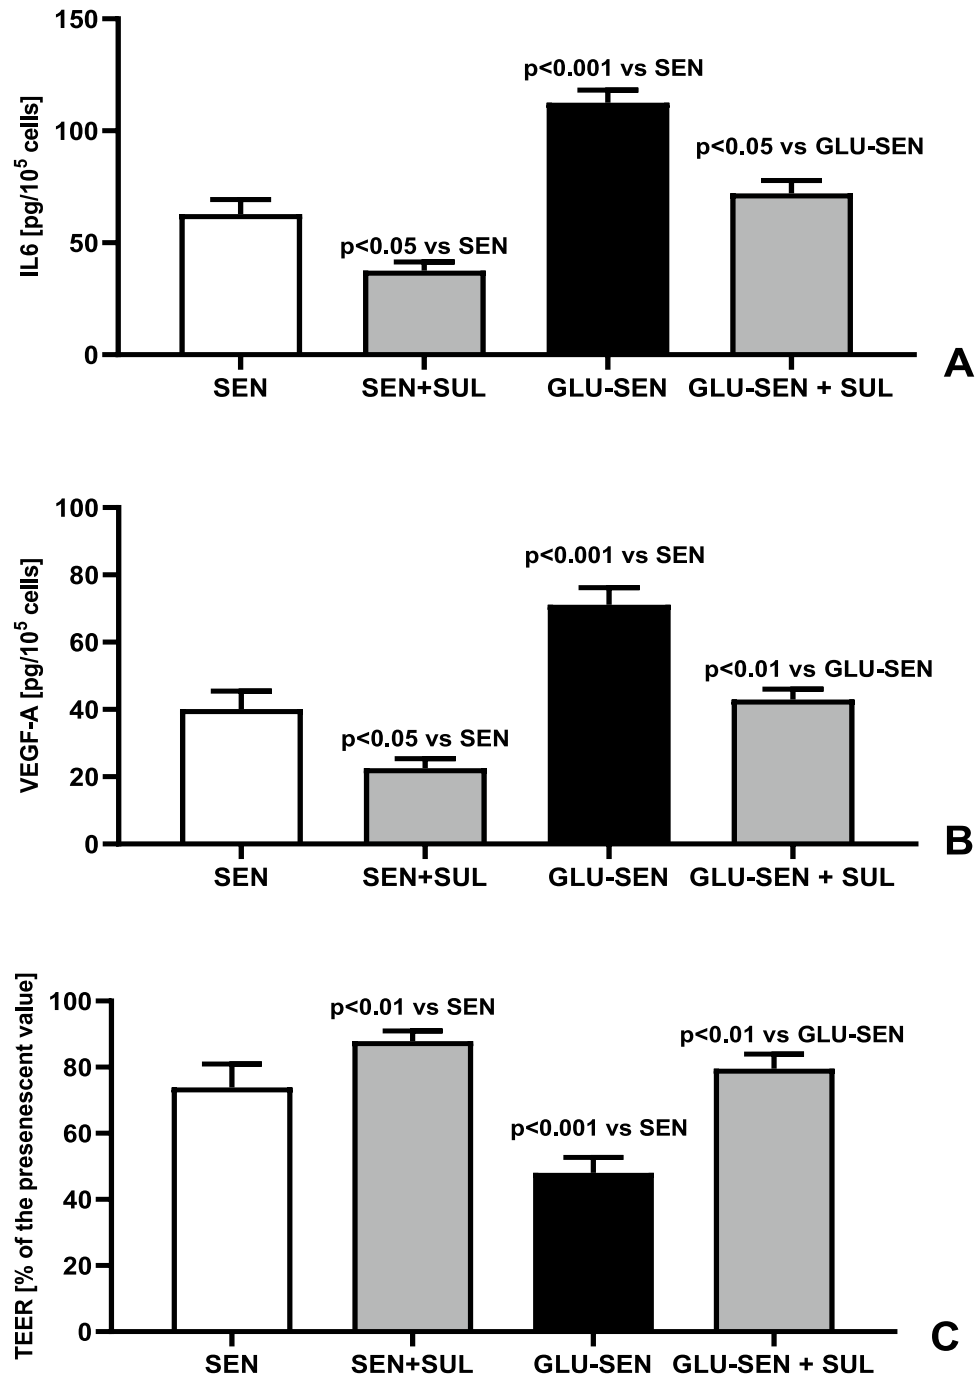 150
100
50
0
IL6 [pg/10⁵ cells]
p<0.001 vs SEN
p<0.05 vs GLU-SEN
p<0.05 vs SEN
SEN
SEN+SUL
GLU-SEN
GLU-SEN + SUL
A
100
80
60
40
20
0
VEGF-A [pg/10⁵ cells]
p<0.001 vs SEN
p<0.01 vs GLU-SEN
p<0.05 vs SEN
SEN
SEN+SUL
GLU-SEN
GLU-SEN + SUL
B
100
80
60
40
20
0
TEER [% of the presenescent value]
p<0.01 vs SEN
p<0.01 vs GLU-SEN
p<0.001 vs SEN
SEN
SEN+SUL
GLU-SEN
GLU-SEN + SUL
C